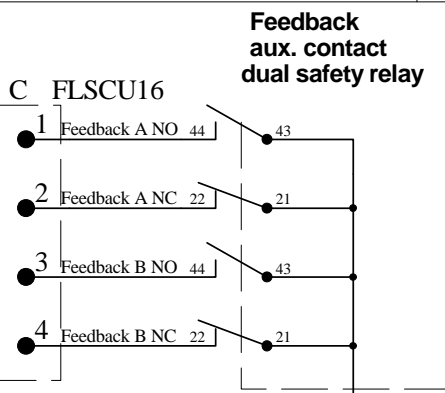 Feedback
aux. contact
dual safety relay
C FLSCU16
1 Feedback A NO 44 43
2 Feedback A NC 22 21
3 Feedback B NO 44 43
4 Feedback B NC 22 21